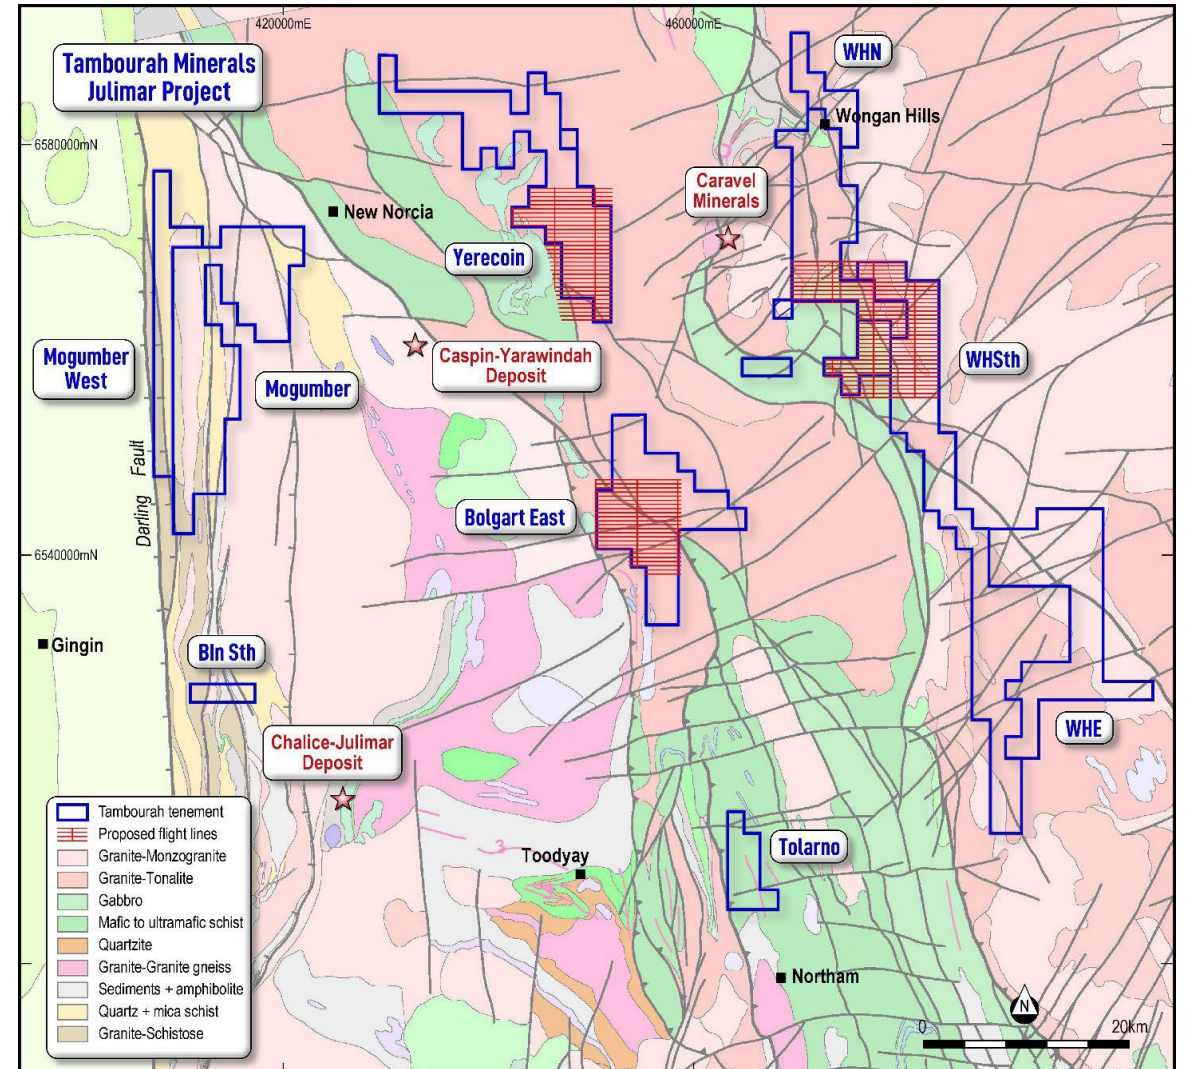 420000mE
460000mE
Tambourah Minerals
Julimar Project
WHN
Wongan Hills
6580000mN
Caravel
Minerals
New Norcia
Yerecoin
Mogumber
West
Mogumber
Caspin-Yarawindah
Deposit
WHSth
Darling Fault
Bolgart East
6540000mN
Gingin
Bln Sth
Chalice-Julimar
Deposit
WHE
Toodyay
Tolarno
Northam
Tambourah tenement
Proposed flight lines
Granite-Monzogranite
Granite-Tonalite
Gabbro
Mafic to ultramafic schist
Quartzite
Granite-Granite gneiss
Sediments + amphibolite
Quartz + mica schist
Granite-Schistose
N
0
20km